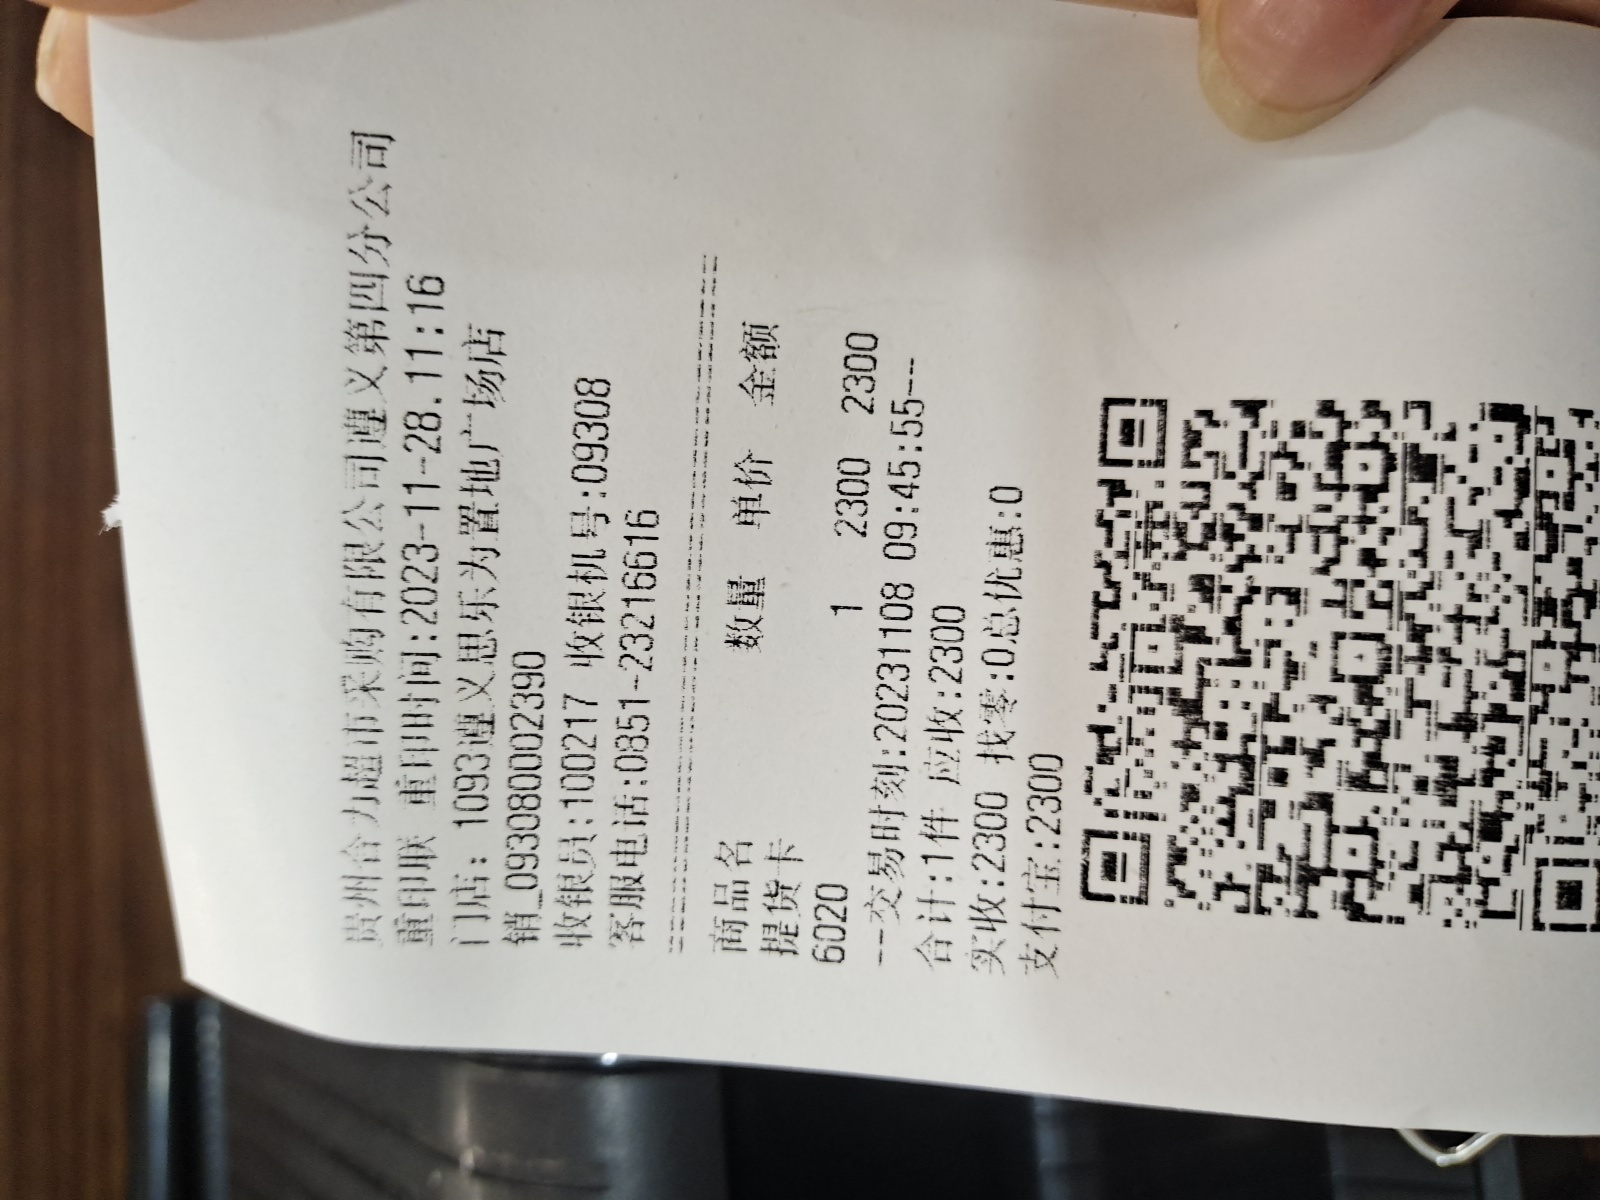 贵州合力超市采购有限公司遵义第四分公司
重印联 重印时间:2023-11-28.11:16
门店: 1093遵义思乐为置地广场店
销_0930800002390
收银员:100217 收银机号:09308
客服电话:0851-23216616
==============================
商品名 数量 单价 金额
提货卡
6020 1 2300 2300
--交易时刻:20231108 09:45:55--
合计:1件 应收:2300
实收:2300 找零:0总优惠:0
支付宝:2300